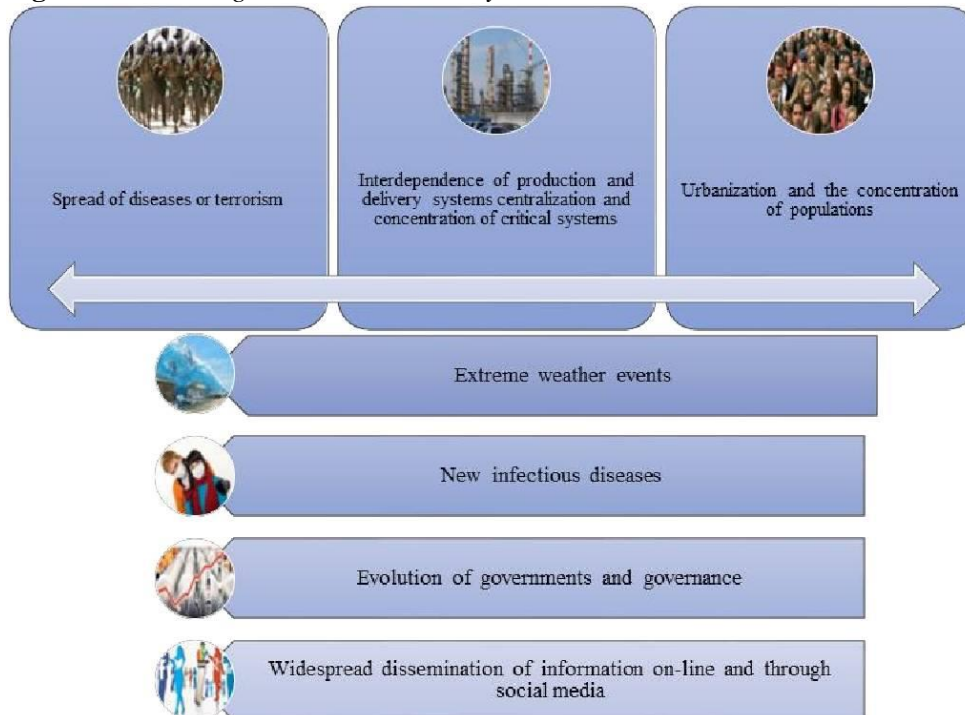 Spread of diseases or terrorism
Interdependence of production and
delivery systems centralization and
concentration of critical systems
Urbanization and the concentration
of populations
Extreme weather events
New infectious diseases
Evolution of governments and governance
Widespread dissemination of information on-line and through
social media